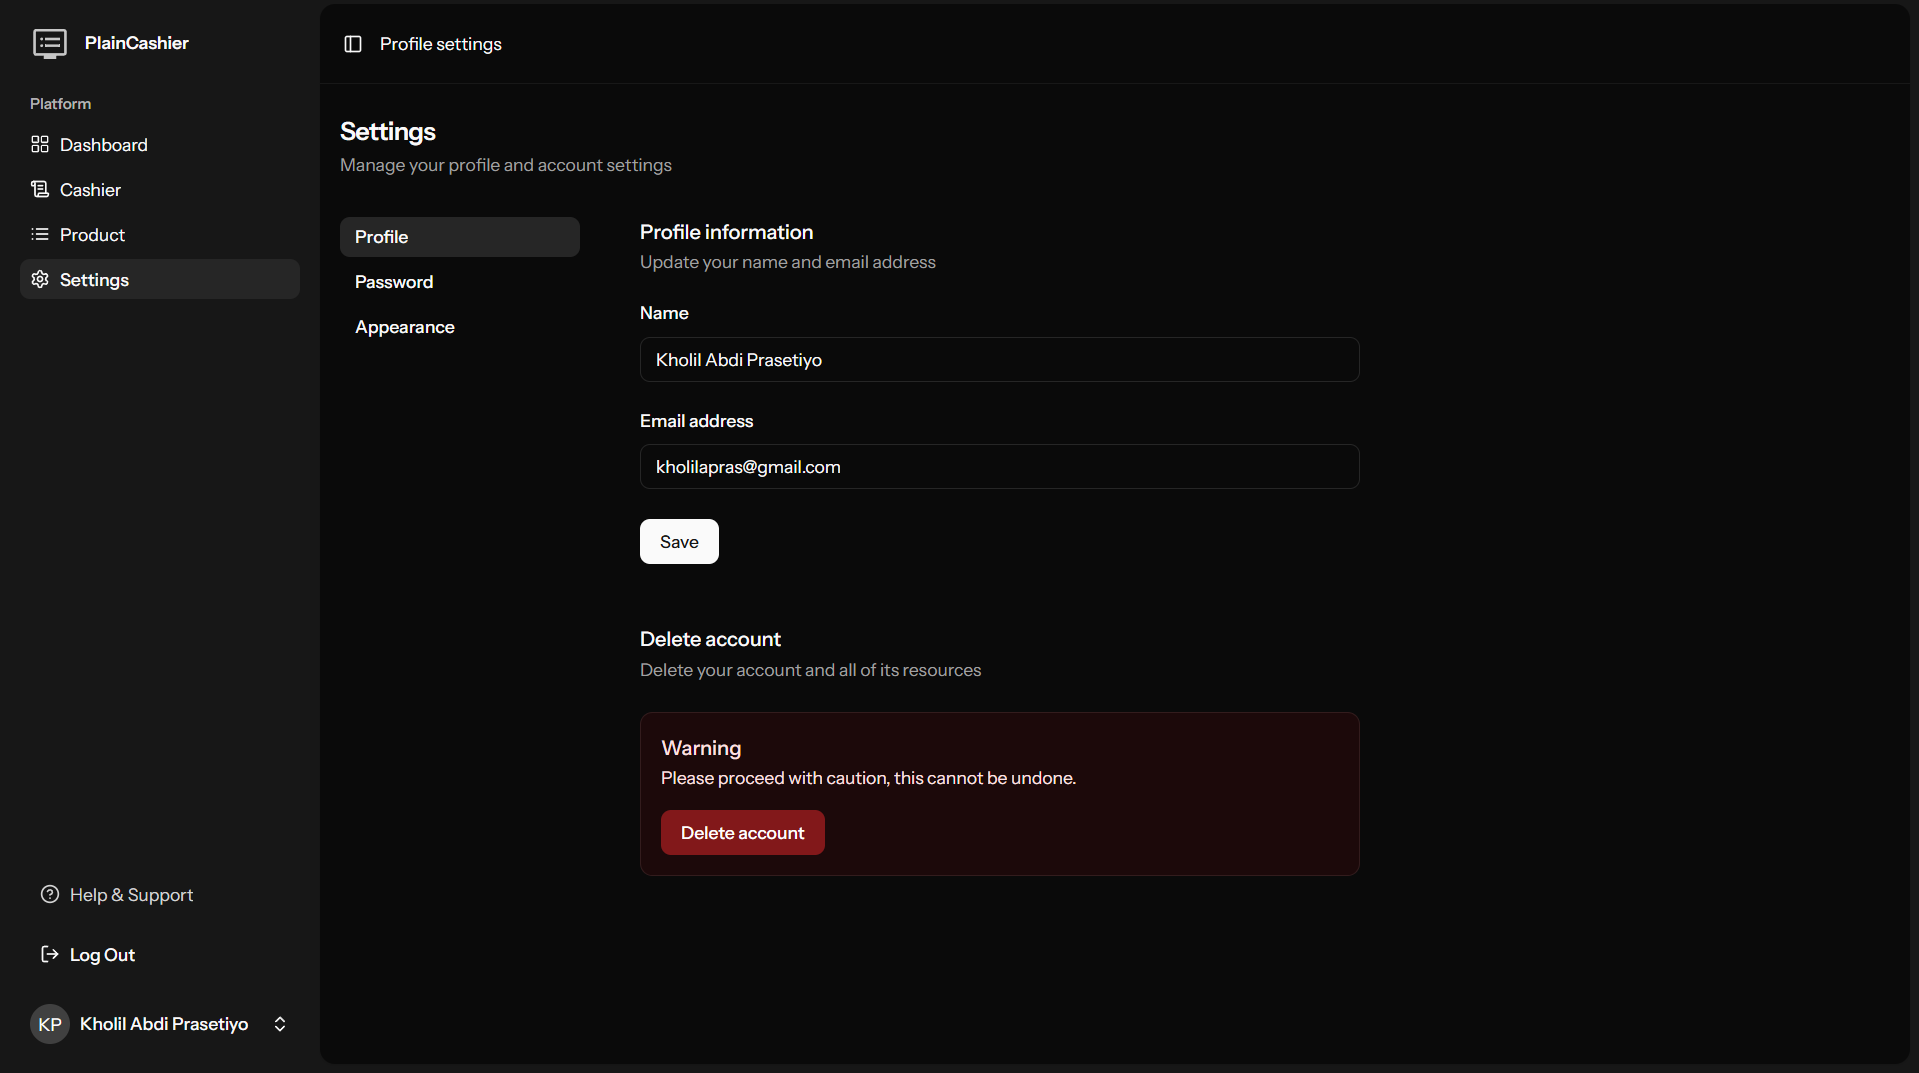 PlainCashier
Platform
Dashboard
Cashier
Product
Settings
Help & Support
Log Out
KP
Kholil Abdi Prasetiyo
Profile settings
Settings
Manage your profile and account settings
Profile
Password
Appearance
Profile information
Update your name and email address
Name
Kholil Abdi Prasetiyo
Email address
kholilapras@gmail.com
Save
Delete account
Delete your account and all of its resources
Warning
Please proceed with caution, this cannot be undone.
Delete account